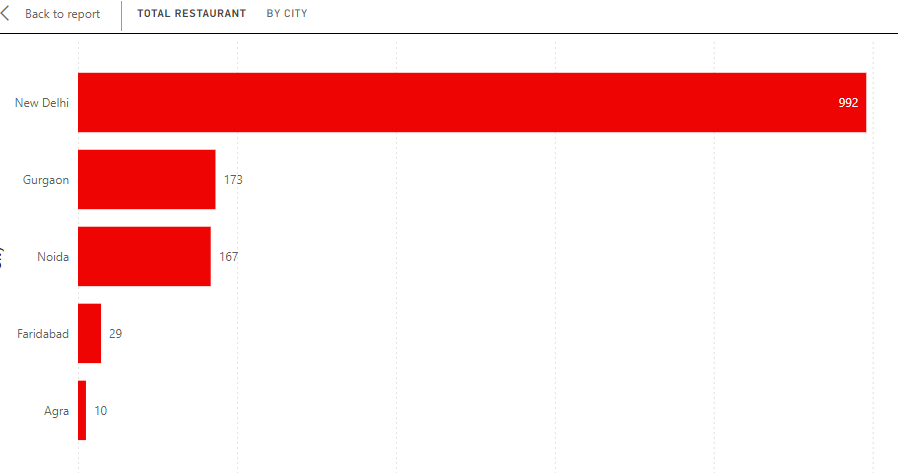 Back to report TOTAL RESTAURANT BY CITY
New Delhi 992
Gurgaon 173
Noida 167
Faridabad 29
Agra 10